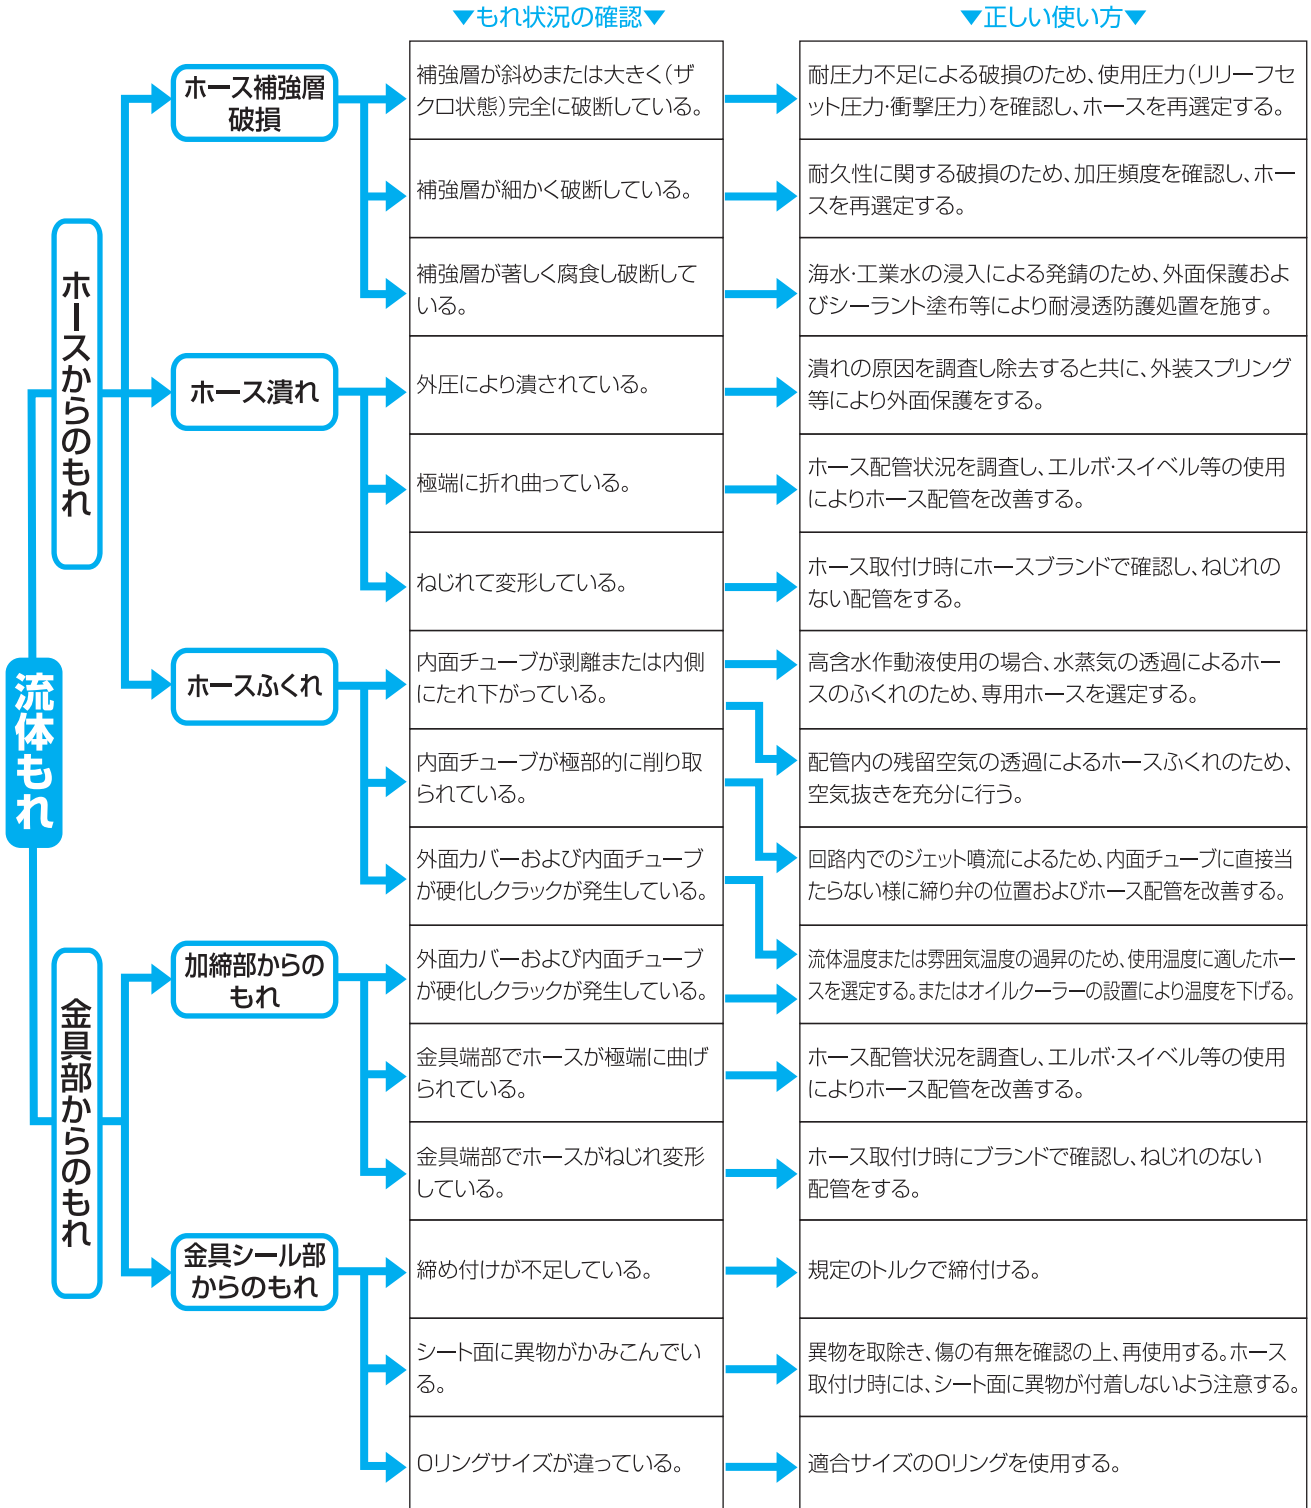 ▼もれ状況の確認▼
▼正しい使い方▼
流体もれ
ホースからのもれ
ホース補強層
破損
補強層が斜めまたは大きく（ザ
クロ状態）完全に破断している。
耐圧力不足による破損のため、使用圧力（リリーフセ
ット圧力・衝撃圧力）を確認し、ホースを再選定する。
補強層が細かく破断している。
耐久性に関する破損のため、加圧頻度を確認し、ホー
スを再選定する。
補強層が著しく腐食し破断して
いる。
海水・工業水の浸入による発錆のため、外面保護およ
びシーラント塗布等により耐浸透防護処置を施す。
ホース潰れ
外圧により潰されている。
潰れの原因を調査し除去すると共に、外装スプリング
等により外面保護をする。
極端に折れ曲っている。
ホース配管状況を調査し、エルボ・スイベル等の使用
によりホース配管を改善する。
ねじれて変形している。
ホース取付け時にホースブランドで確認し、ねじれの
ない配管をする。
ホースふくれ
内面チューブが剥離または内側
にたれ下がっている。
高含水作動液使用の場合、水蒸気の透過によるホー
スのふくれのため、専用ホースを選定する。
内面チューブが極部的に削り取
られている。
配管内の残留空気の透過によるホースふくれのため、
空気抜きを充分に行う。
外面カバーおよび内面チューブ
が硬化しクラックが発生している。
回路内でのジェット噴流によるため、内面チューブに直接当
たらない様に締り弁の位置およびホース配管を改善する。
金具部からのもれ
加締部からの
もれ
外面カバーおよび内面チューブ
が硬化しクラックが発生している。
流体温度または雰囲気温度の過昇のため、使用温度に適したホー
スを選定する。またはオイルクーラーの設置により温度を下げる。
金具端部でホースが極端に曲げ
られている。
ホース配管状況を調査し、エルボ・スイベル等の使用
によりホース配管を改善する。
金具端部でホースがねじれ変形
している。
ホース取付け時にブランドで確認し、ねじれのない
配管をする。
金具シール部
からのもれ
締め付けが不足している。
規定のトルクで締付ける。
シート面に異物がかみこんでい
る。
異物を取除き、傷の有無を確認の上、再使用する。ホース
取付け時には、シート面に異物が付着しないよう注意する。
Oリングサイズが違っている。
適合サイズのOリングを使用する。